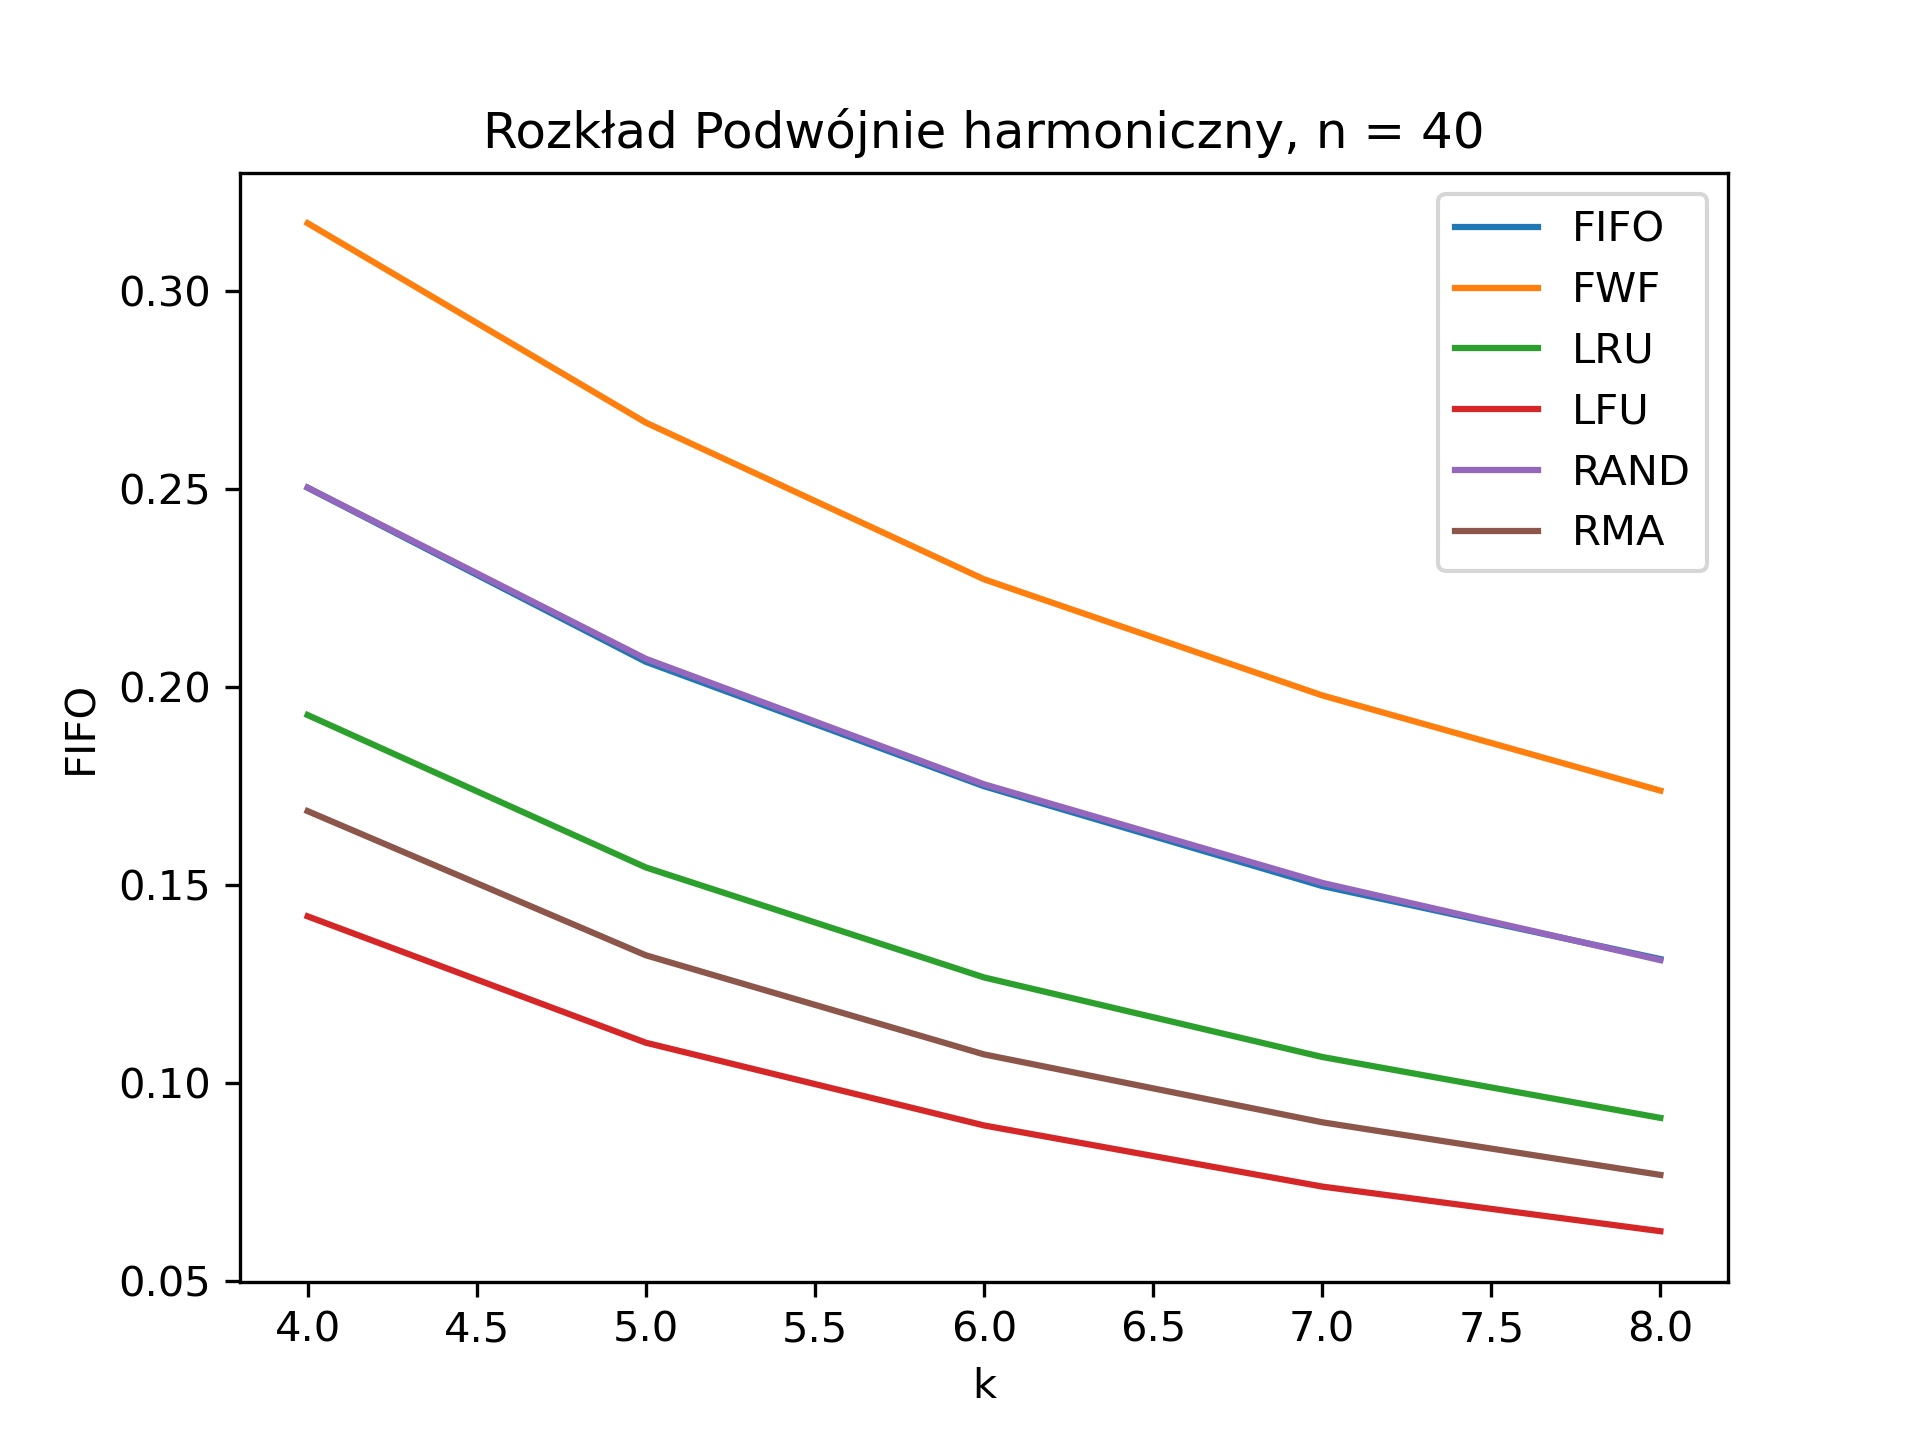 Rozkład Podwójnie harmoniczny, n = 40
FIFO
FWF
LRU
LFU
RAND
RMA
0.30
0.25
0.20
0.15
0.10
0.05
FIFO
4.0 4.5 5.0 5.5 6.0 6.5 7.0 7.5 8.0
k